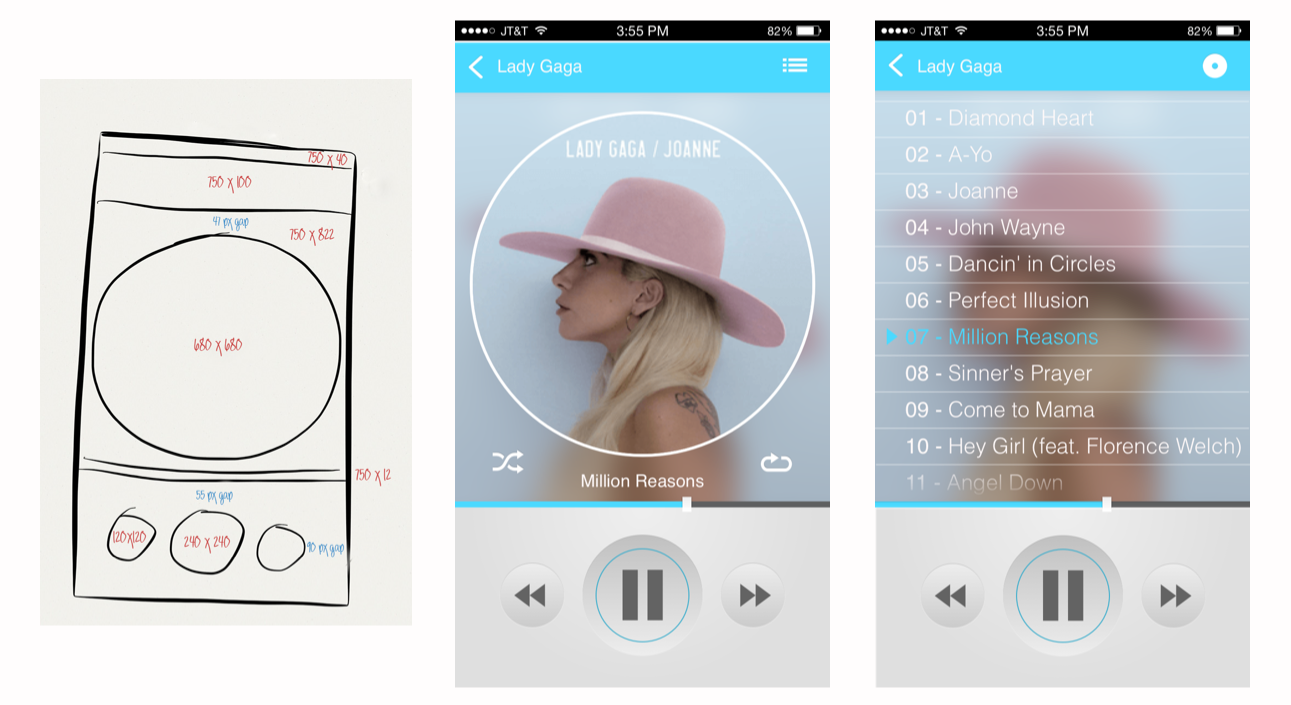 750 X 40
750 X 100
47 px gap
750 X 822
680 X 680
750 X 12
55 px gap
120X120
240 X 240
90 px gap
JT&T 3:55 PM 82%
Lady Gaga
LADY GAGA / JOANNE
Million Reasons
JT&T 3:55 PM 82%
Lady Gaga
01 - Diamond Heart
02 - A-Yo
03 - Joanne
04 - John Wayne
05 - Dancin' in Circles
06 - Perfect Illusion
07 - Million Reasons
08 - Sinner's Prayer
09 - Come to Mama
10 - Hey Girl (feat. Florence Welch)
11 - Angel Down